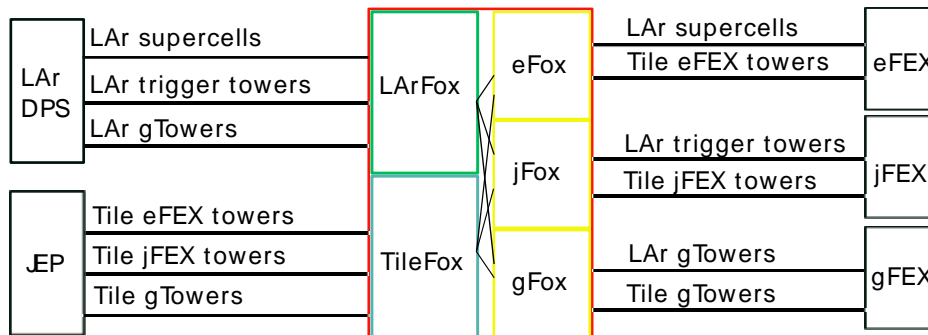 LAr
DPS
LAr supercells
LAr trigger towers
LAr gTowers
JEP
Tile eFEX towers
Tile jFEX towers
Tile gTowers
LArFox
TileFox
eFox
jFox
gFox
LAr supercells
Tile eFEX towers
LAr trigger towers
Tile jFEX towers
LAr gTowers
Tile gTowers
eFEX
jFEX
gFEX